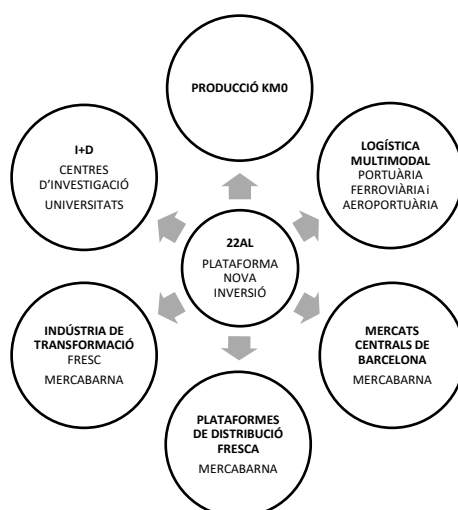 PRODUCCIÓ KM0
I+D
CENTRES
D'INVESTIGACIÓ
UNIVERSITATS
LOGÍSTICA
MULTIMODAL
PORTUÀRIA
FERROVIÀRIA i
AEROPORTUÀRIA
22AL
PLATAFORMA
NOVA
INVERSIÓ
INDÚSTRIA DE
TRANSFORMACIÓ
FRESC
MERCABARNA
MERCATS
CENTRALS DE
BARCELONA
MERCABARNA
PLATAFORMES
DE DISTRIBUCIÓ
FRESCA
MERCABARNA